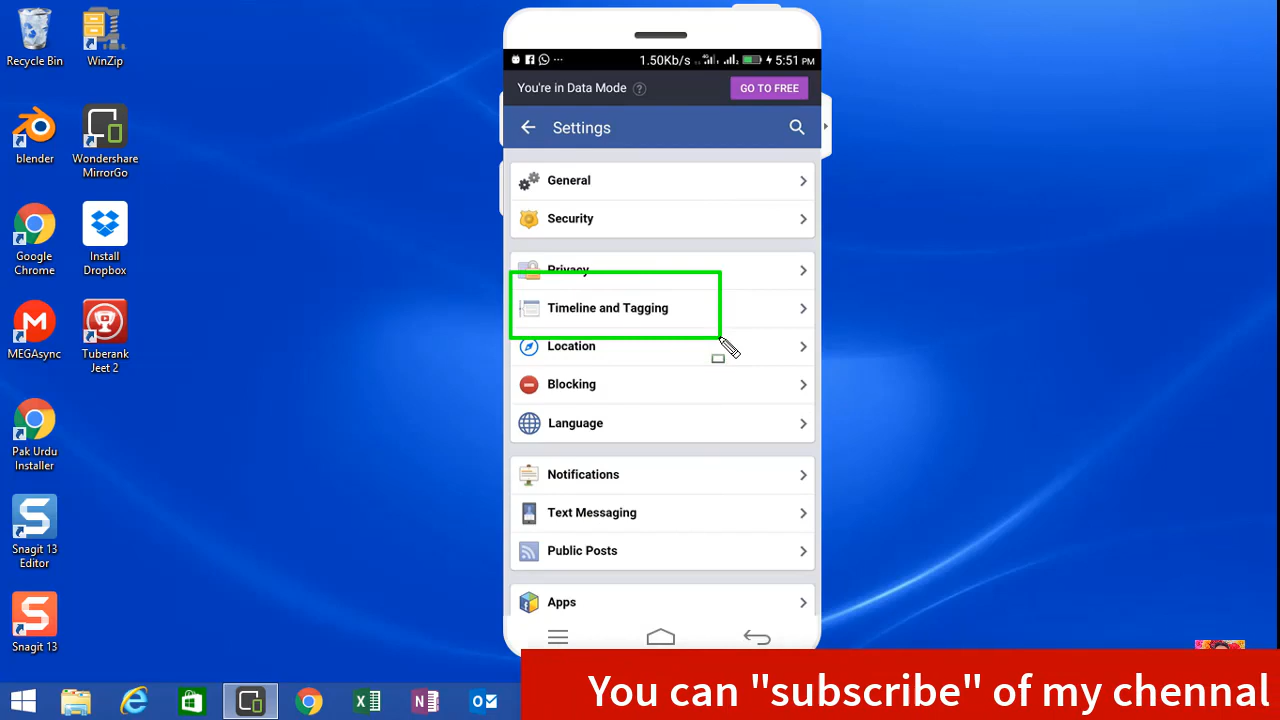 Recycle Bin
WinZip
blender
Wondershare
MirrorGo
Google
Chrome
Install
Dropbox
MEGAsync
Tuberank
Jeet 2
Pak Urdu
Installer
Snagit 13
Editor
Snagit 13
1.50Kb/s
5:51 PM
You're in Data Mode ?
GO TO FREE
Settings
General
Security
Privacy
Timeline and Tagging
Location
Blocking
Language
Notifications
Text Messaging
Public Posts
Apps
You can "subscribe" of my chennal